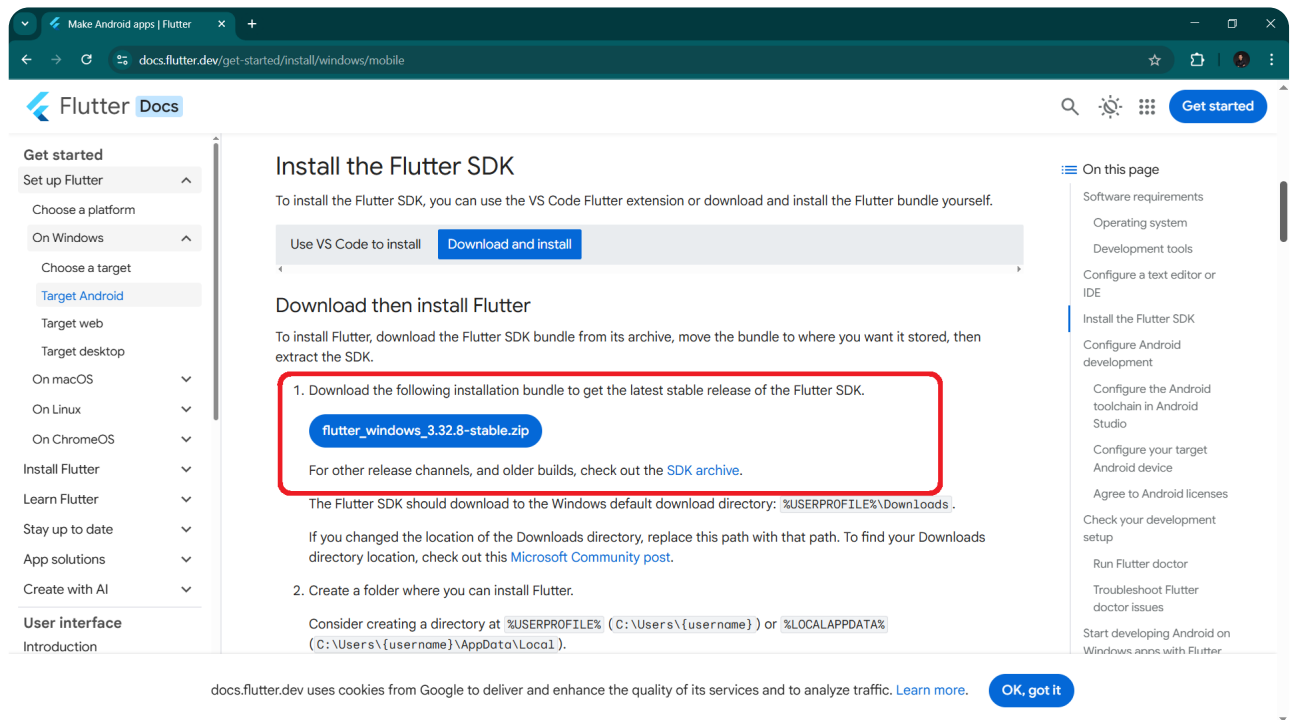 Make Android apps | Flutter
docs.flutter.dev/get-started/install/windows/mobile
Flutter Docs
Get started
Get started
Set up Flutter
Choose a platform
On Windows
Choose a target
Target Android
Target web
Target desktop
On macOS
On Linux
On ChromeOS
Install Flutter
Learn Flutter
Stay up to date
App solutions
Create with AI
User interface
Introduction
Install the Flutter SDK
To install the Flutter SDK, you can use the VS Code Flutter extension or download and install the Flutter bundle yourself.
Use VS Code to install
Download and install
Download then install Flutter
To install Flutter, download the Flutter SDK bundle from its archive, move the bundle to where you want it stored, then
extract the SDK.
1. Download the following installation bundle to get the latest stable release of the Flutter SDK.
flutter_windows_3.32.8-stable.zip
For other release channels, and older builds, check out the SDK archive.
The Flutter SDK should download to the Windows default download directory: %USERPROFILE%\Downloads.
If you changed the location of the Downloads directory, replace this path with that path. To find your Downloads
directory location, check out this Microsoft Community post.
2. Create a folder where you can install Flutter.
Consider creating a directory at %USERPROFILE% (C:\Users\{username}) or %LOCALAPPDATA%
(C:\Users\{username}\AppData\Local).
On this page
Software requirements
Operating system
Development tools
Configure a text editor or
IDE
Install the Flutter SDK
Configure Android
development
Configure the Android
toolchain in Android
Studio
Configure your target
Android device
Agree to Android licenses
Check your development
setup
Run Flutter doctor
Troubleshoot Flutter
doctor issues
Start developing Android on
Windows apps with Flutter
docs.flutter.dev uses cookies from Google to deliver and enhance the quality of its services and to analyze traffic. Learn more.
OK, got it